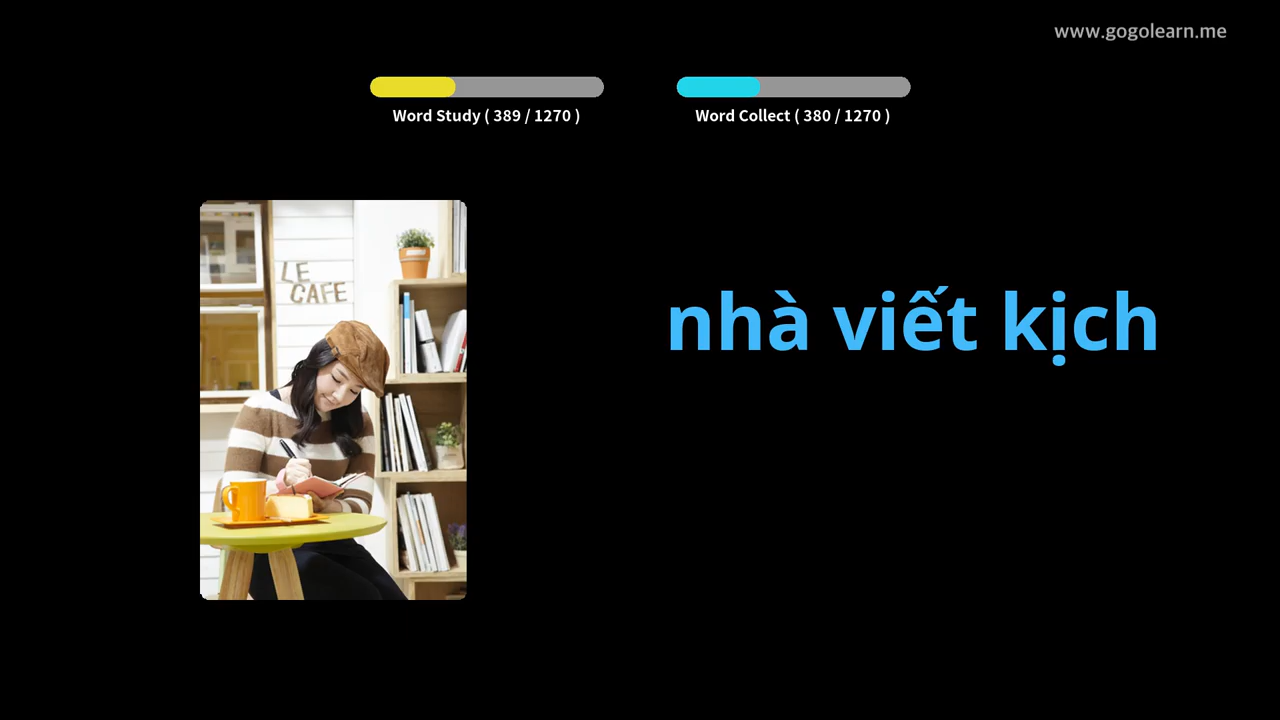 www.gogolearn.me
Word Study ( 389 / 1270 )
Word Collect ( 380 / 1270 )
LE
CAFE
nhà viết kịch